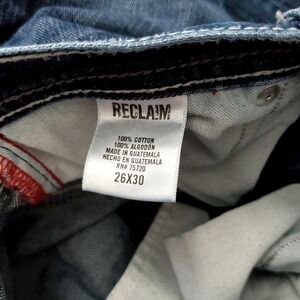 RECLAIM
100% COTTON
100% ALGODÓN
MADE IN GUATEMALA
HECHO EN GUATEMALA
RN# 75720
26X30